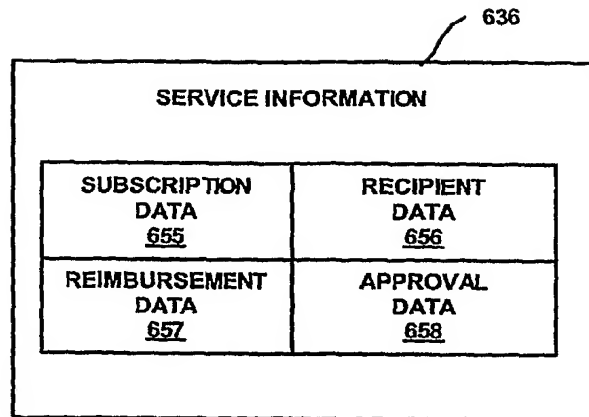 636
SERVICE INFORMATION
SUBSCRIPTION
DATA
655
RECIPIENT
DATA
656
REIMBURSEMENT
DATA
657
APPROVAL
DATA
658